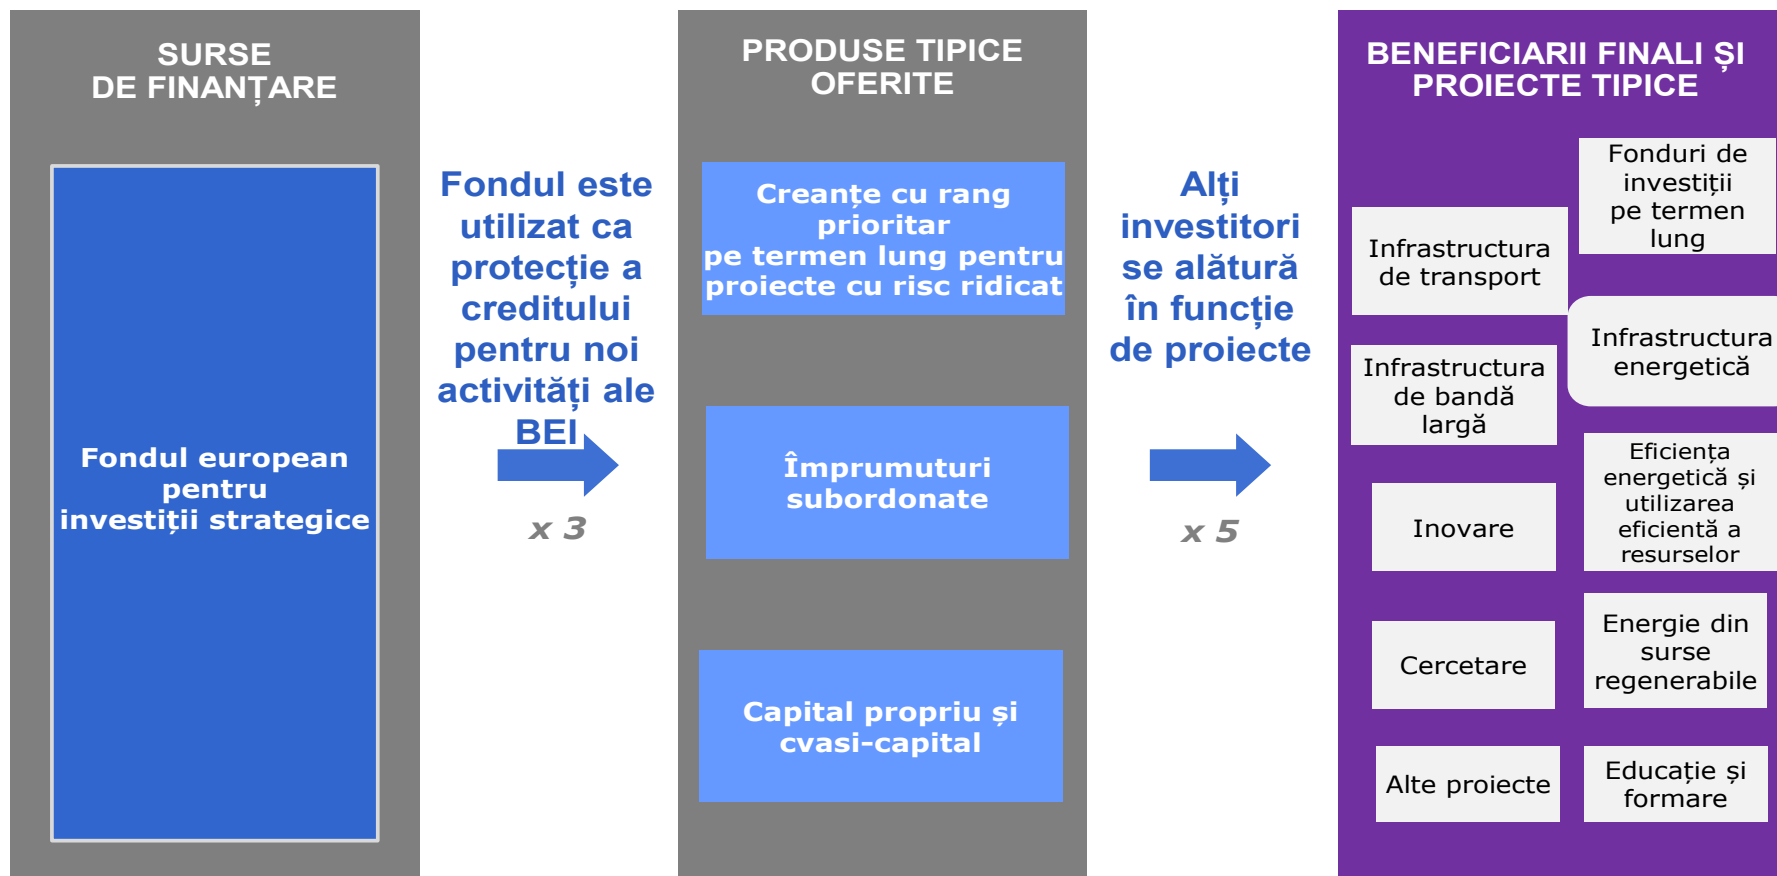 SURSE
DE FINANȚARE
Fondul european
pentru
investiții strategice
Fondul este
utilizat ca
protecție a
creditului
pentru noi
activități ale
BEI
x 3
PRODUSE TIPICE
OFERITE
Creanțe cu rang
prioritar
pe termen lung pentru
proiecte cu risc ridicat
Împrumuturi
subordonate
Capital propriu și
cvasi-capital
Alți
investitori
se alătură
în funcție
de proiecte
x 5
BENEFICIARII FINALI ȘI
PROIECTE TIPICE
Fonduri de
investiții
pe termen
lung
Infrastructura
de transport
Infrastructura
energetică
Infrastructura
de bandă
largă
Eficiența
energetică și
utilizarea
eficientă a
resurselor
Inovare
Energie din
surse
regenerabile
Cercetare
Alte proiecte
Educație și
formare